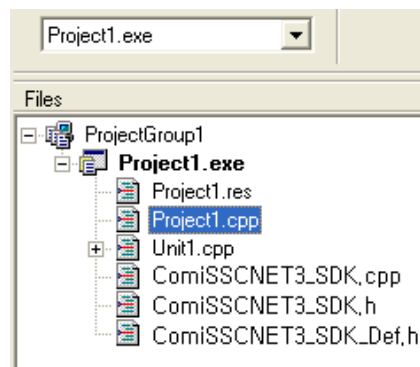 Project1.exe
Files
ProjectGroup1
Project1.exe
Project1.res
Project1.cpp
Unit1.cpp
ComiSSCNET3_SDK,cpp
ComiSSCNET3_SDK,h
ComiSSCNET3_SDK_Def,h